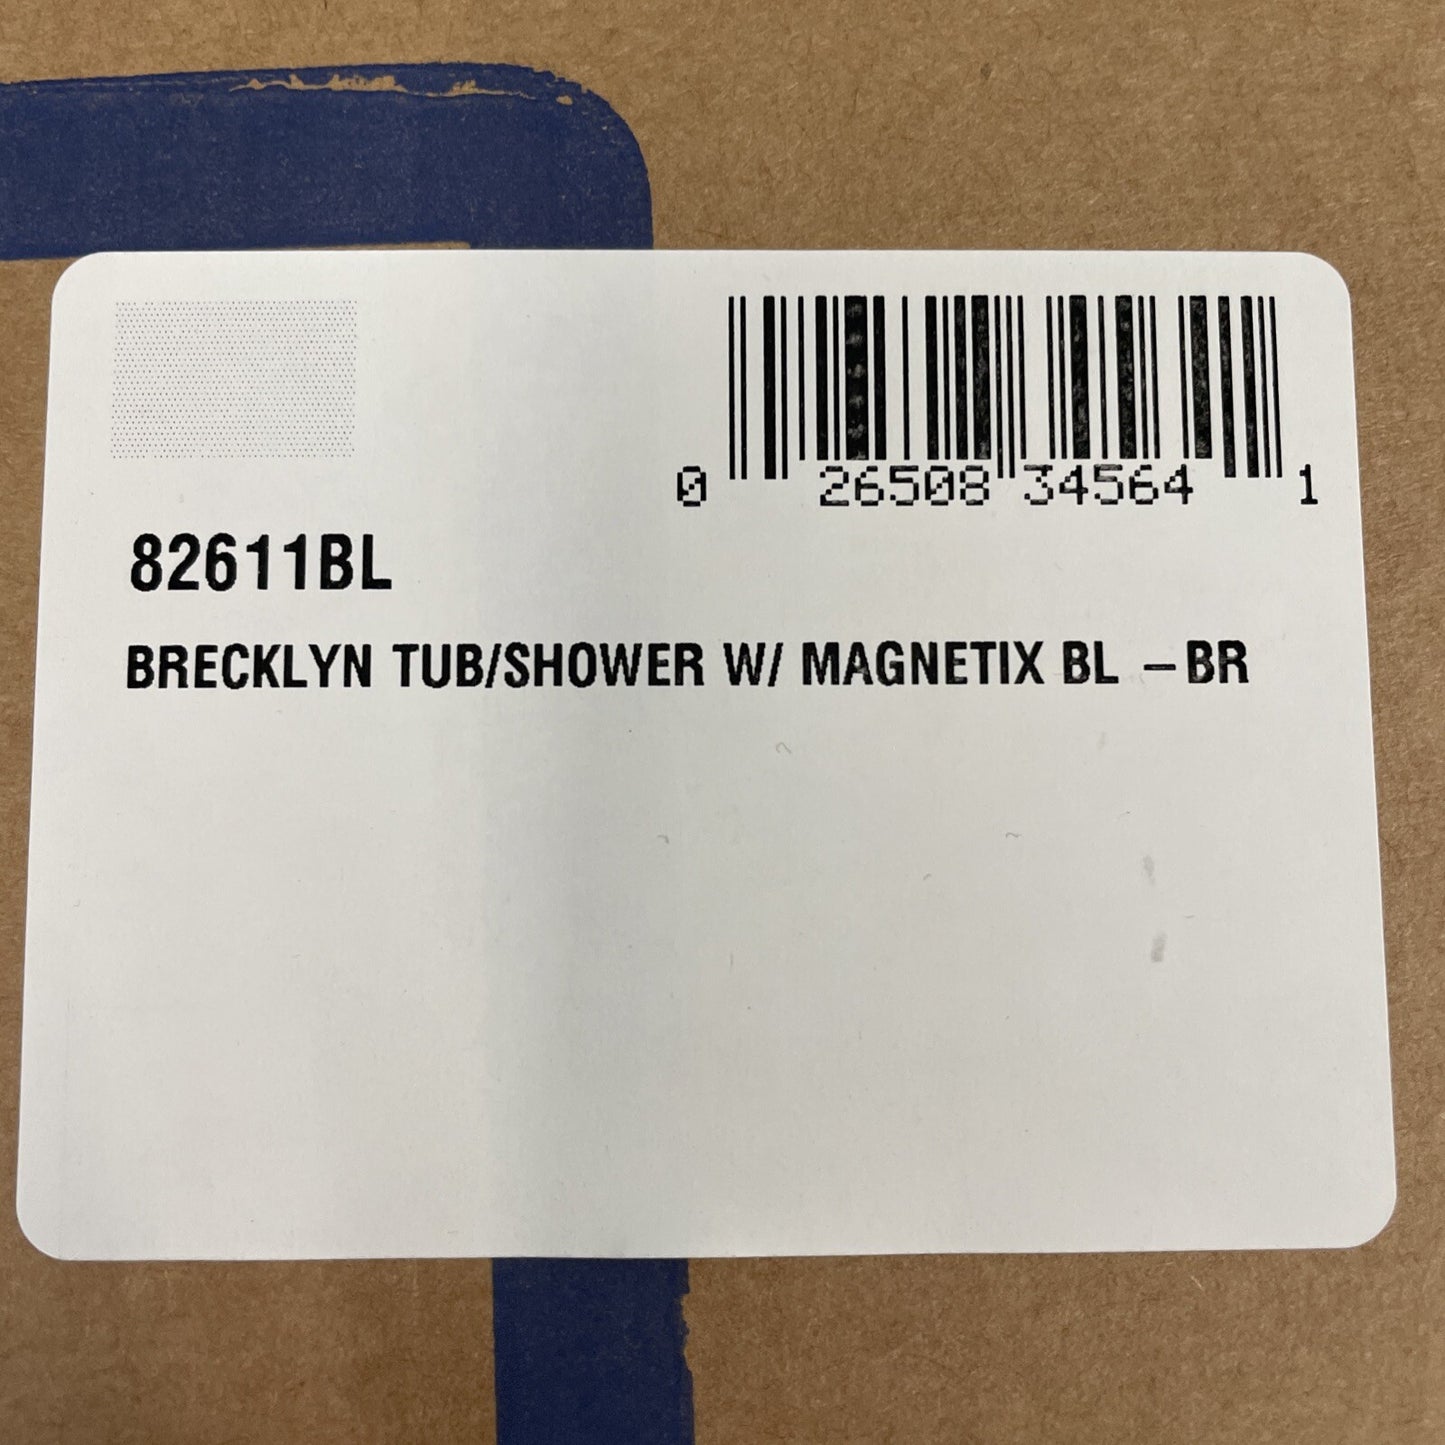 0 26508 34564 1
82611BL
BRECKLYN TUB/SHOWER W/ MAGNETIX BL -BR